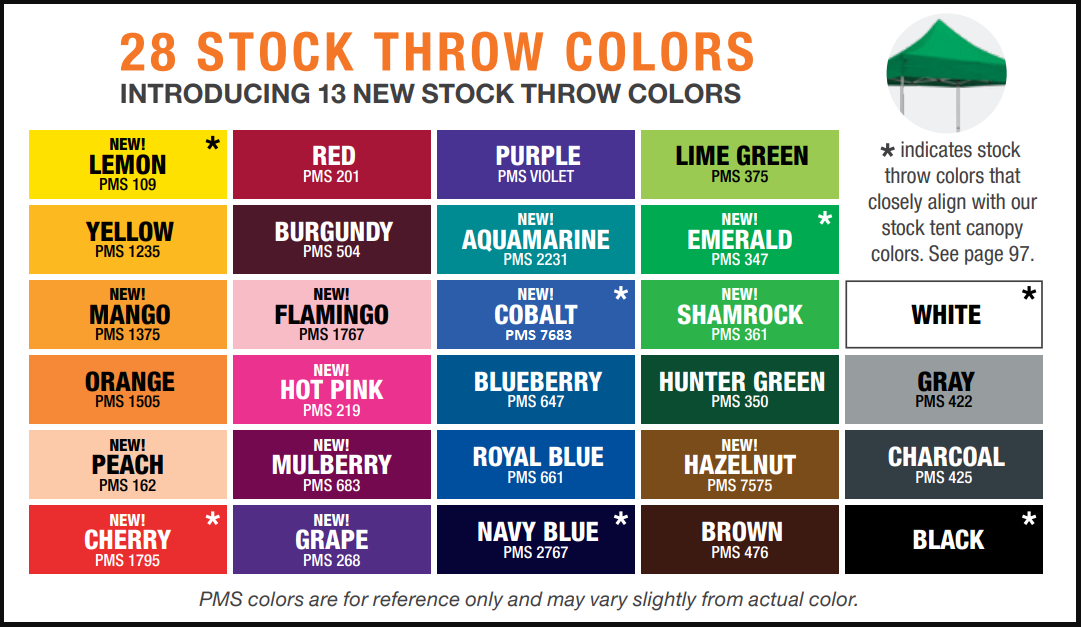 28 STOCK THROW COLORS
INTRODUCING 13 NEW STOCK THROW COLORS
* indicates stock
throw colors that
closely align with our
stock tent canopy
colors. See page 97.
NEW!
LEMON
PMS 109
*
YELLOW
PMS 1235
NEW!
MANGO
PMS 1375
ORANGE
PMS 1505
NEW!
PEACH
PMS 162
NEW!
CHERRY
PMS 1795
*
RED
PMS 201
BURGUNDY
PMS 504
NEW!
FLAMINGO
PMS 1767
NEW!
HOT PINK
PMS 219
NEW!
MULBERRY
PMS 683
NEW!
GRAPE
PMS 268
PURPLE
PMS VIOLET
NEW!
AQUAMARINE
PMS 2231
NEW!
COBALT
PMS 7683
*
BLUEBERRY
PMS 647
ROYAL BLUE
PMS 661
NAVY BLUE
PMS 2767
*
LIME GREEN
PMS 375
NEW!
EMERALD
PMS 347
*
NEW!
SHAMROCK
PMS 361
HUNTER GREEN
PMS 350
NEW!
HAZELNUT
PMS 7575
BROWN
PMS 476
WHITE
*
GRAY
PMS 422
CHARCOAL
PMS 425
BLACK
*
PMS colors are for reference only and may vary slightly from actual color.